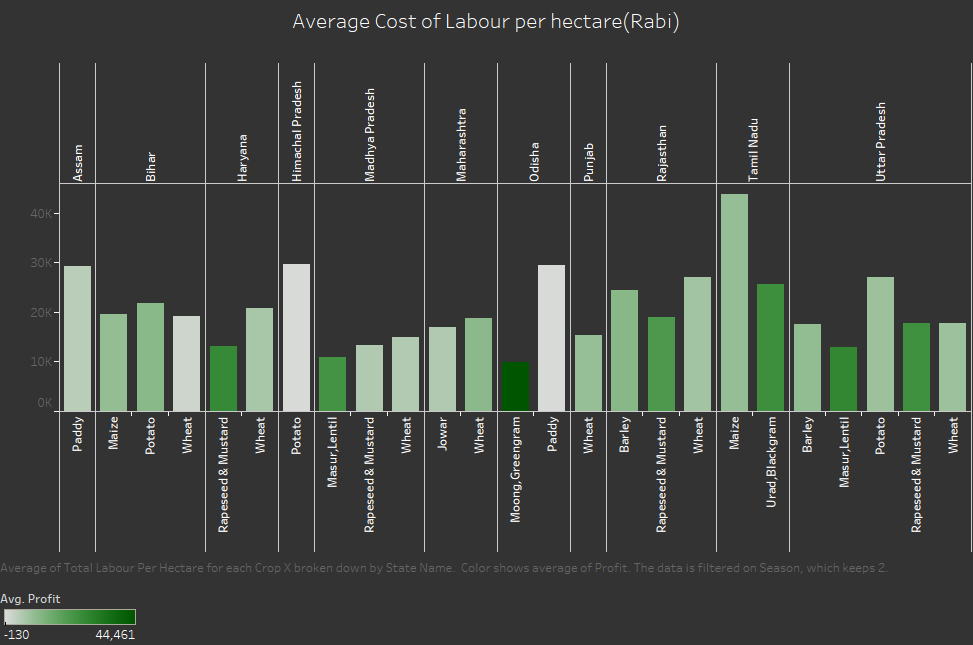 Average Cost of Labour per hectare(Rabi)
Assam
Bihar
Haryana
Himachal Pradesh
Madhya Pradesh
Maharashtra
Odisha
Punjab
Rajasthan
Tamil Nadu
Uttar Pradesh
40K
30K
20K
10K
0K
Paddy
Maize
Potato
Wheat
Rapeseed & Mustard
Wheat
Potato
Masur,Lentil
Rapeseed & Mustard
Wheat
Jowar
Wheat
Moong,Greengram
Paddy
Wheat
Barley
Rapeseed & Mustard
Wheat
Maize
Urad,Blackgram
Barley
Masur,Lentil
Potato
Rapeseed & Mustard
Wheat
Average of Total Labour Per Hectare for each Crop X broken down by State Name. Color shows average of Profit. The data is filtered on Season, which keeps 2.
Avg. Profit
-130 44,461